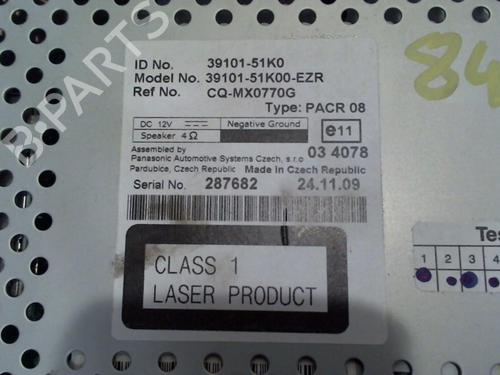 B-PARTS
84
ID No. 39101-51K0
Model No. 39101-51K00-EZR
Ref No. CQ-MX0770G
Type: PACR 08
DC 12V Negative Ground
Speaker 4Ω
e11
Assembled by
Panasonic Automotive Systems Czech, s.r.o
Pardubice, Czech Republic Made in Czech Republic
03 4078
Serial No. 287682 24.11.09
CLASS 1
LASER PRODUCT
1 2 3 4